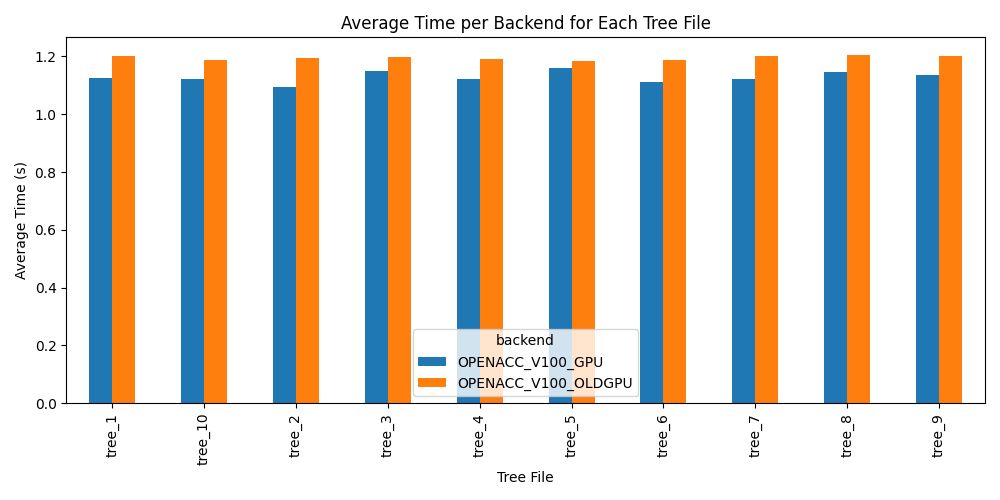 Average Time per Backend for Each Tree File
Average Time (s)
1.2
1.0
0.8
0.6
0.4
0.2
0.0
backend
OPENACC_V100_GPU
OPENACC_V100_OLDGPU
tree_1
tree_10
tree_2
tree_3
tree_4
tree_5
tree_6
tree_7
tree_8
tree_9
Tree File